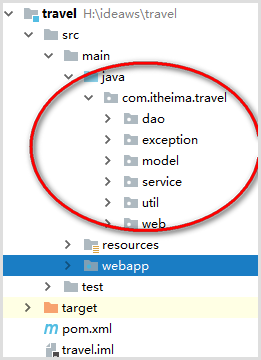 travel H:\ideaws\travel
src
main
java
com.itheima.travel
dao
exception
model
service
util
web
resources
webapp
test
target
pom.xml
travel.iml